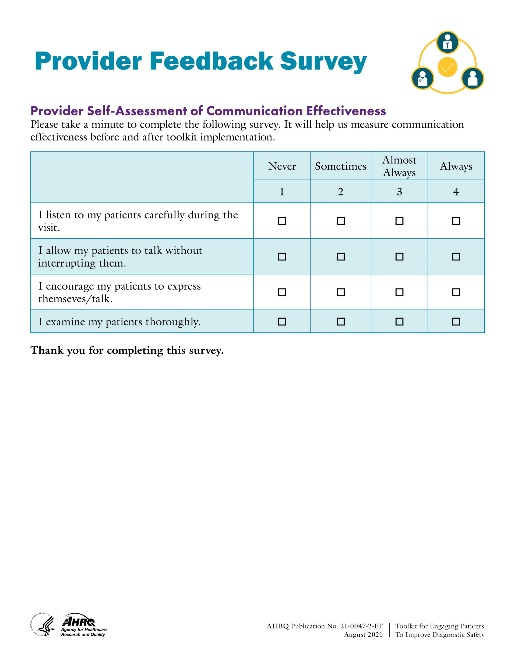 Provider Feedback Survey
Provider Self-Assessment of Communication Effectiveness
Please take a minute to complete the following survey. It will help us measure communication
effectiveness before and after toolkit implementation.
Never Sometimes Almost Always Always
1 2 3 4
I listen to my patients carefully during the
visit.
I allow my patients to talk without
interrupting them.
I encourage my patients to express
themseves/talk.
I examine my patients thoroughly.
Thank you for completing this survey.
AHRQ
Agency for Healthcare
Research and Quality
AHRQ Publication No. 21-0047-2-EF
August 2021
Toolkit for Engaging Patients
To Improve Diagnostic Safety